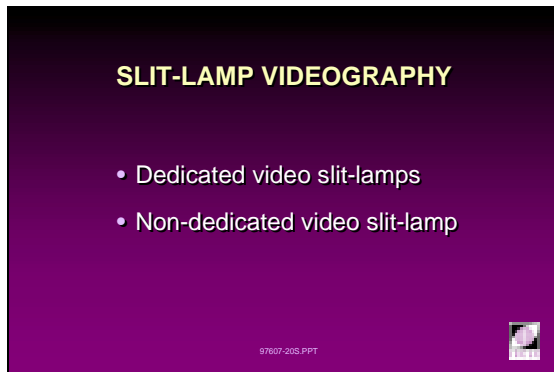 SLIT-LAMP VIDEOGRAPHY
• Dedicated video slit-lamps
• Non-dedicated video slit-lamp
97607-20S.PPT